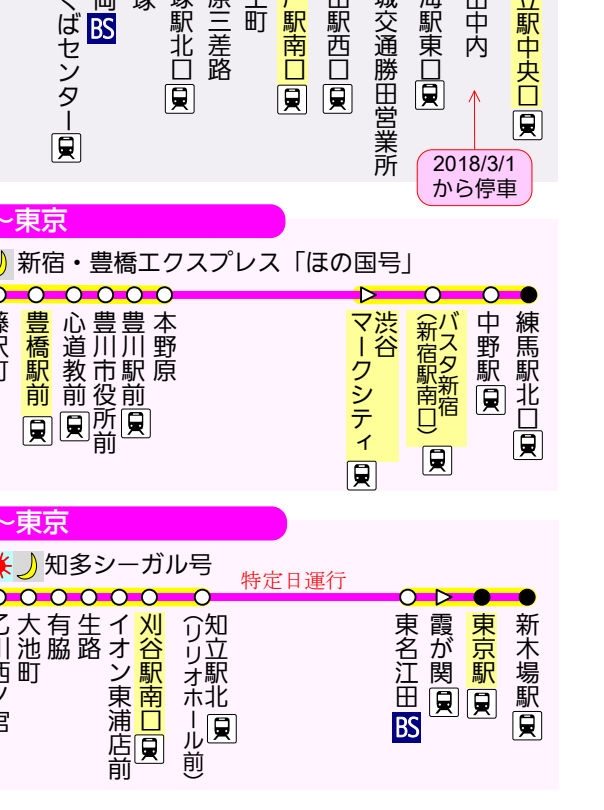 くばセンター
BS
塚
駅北口
三差路
町
駅南口
駅西口
城交通勝田営業所
海駅東口
田中内
立駅中央口
2018/3/1
から停車
~東京
新宿・豊橋エクスプレス「ほの国号」
豊橋駅前
心道教前
豊川市役所前
豊川駅前
本野原
渋谷
マークシティ
バスタ新宿
(新宿駅南口)
中野駅
練馬駅北口
~東京
知多シーガル号
特定日運行
大池町
有脇
生路
イオン東浦店前
刈谷駅南口
知立駅北
(リリオホール前)
東名江田
BS
霞が関
東京駅
新木場駅